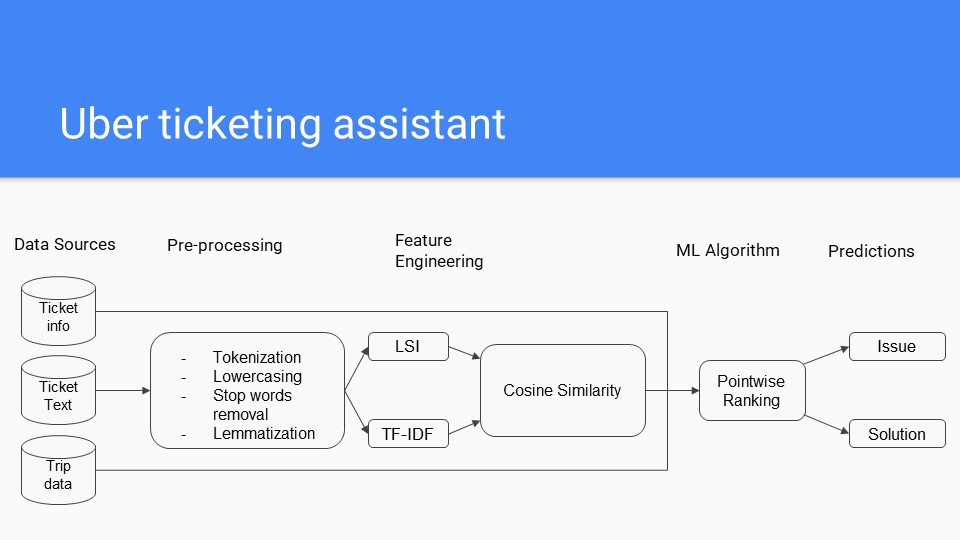 Uber ticketing assistant
Data Sources
Pre-processing
Feature
Engineering
ML Algorithm
Predictions
Ticket
info
Ticket
Text
Trip
data
- Tokenization
- Lowercasing
- Stop words
removal
- Lemmatization
LSI
TF-IDF
Cosine Similarity
Pointwise
Ranking
Issue
Solution